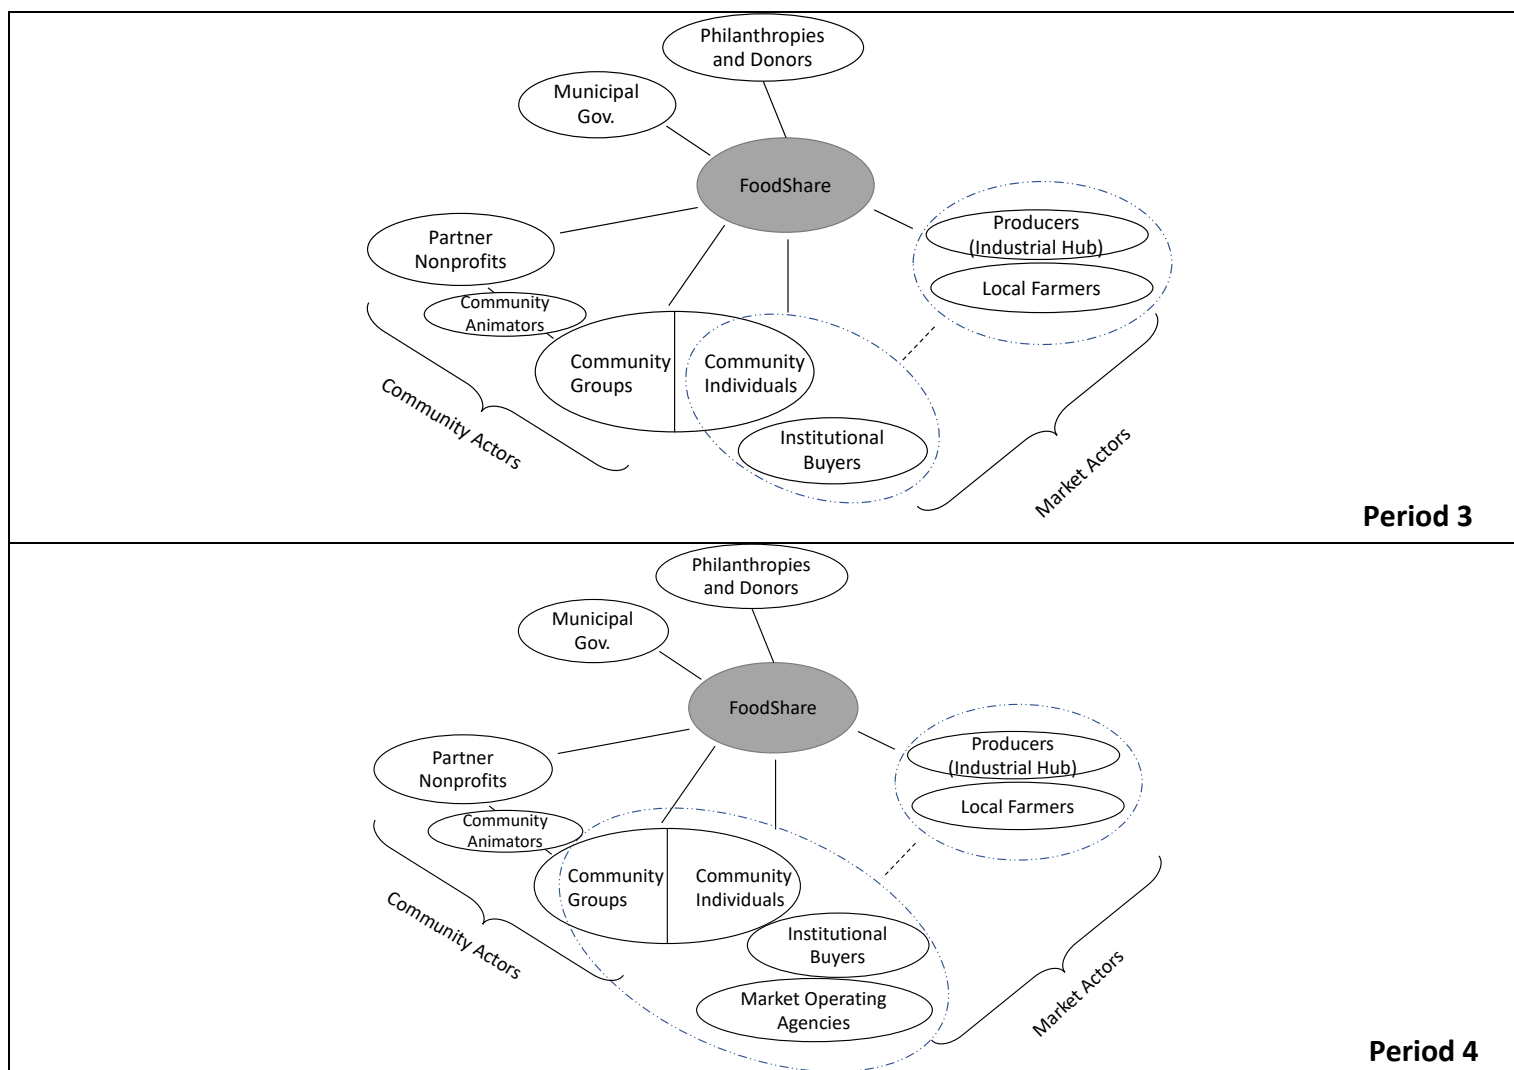 Philanthropies
and Donors
Municipal
Gov.
FoodShare
Producers
(Industrial Hub)
Local Farmers
Partner
Nonprofits
Community
Animators
Community
Groups
Community
Individuals
Institutional
Buyers
Community Actors
Market Actors
Period 3
Philanthropies
and Donors
Municipal
Gov.
FoodShare
Producers
(Industrial Hub)
Local Farmers
Partner
Nonprofits
Community
Animators
Community
Groups
Community
Individuals
Institutional
Buyers
Market Operating
Agencies
Community Actors
Market Actors
Period 4